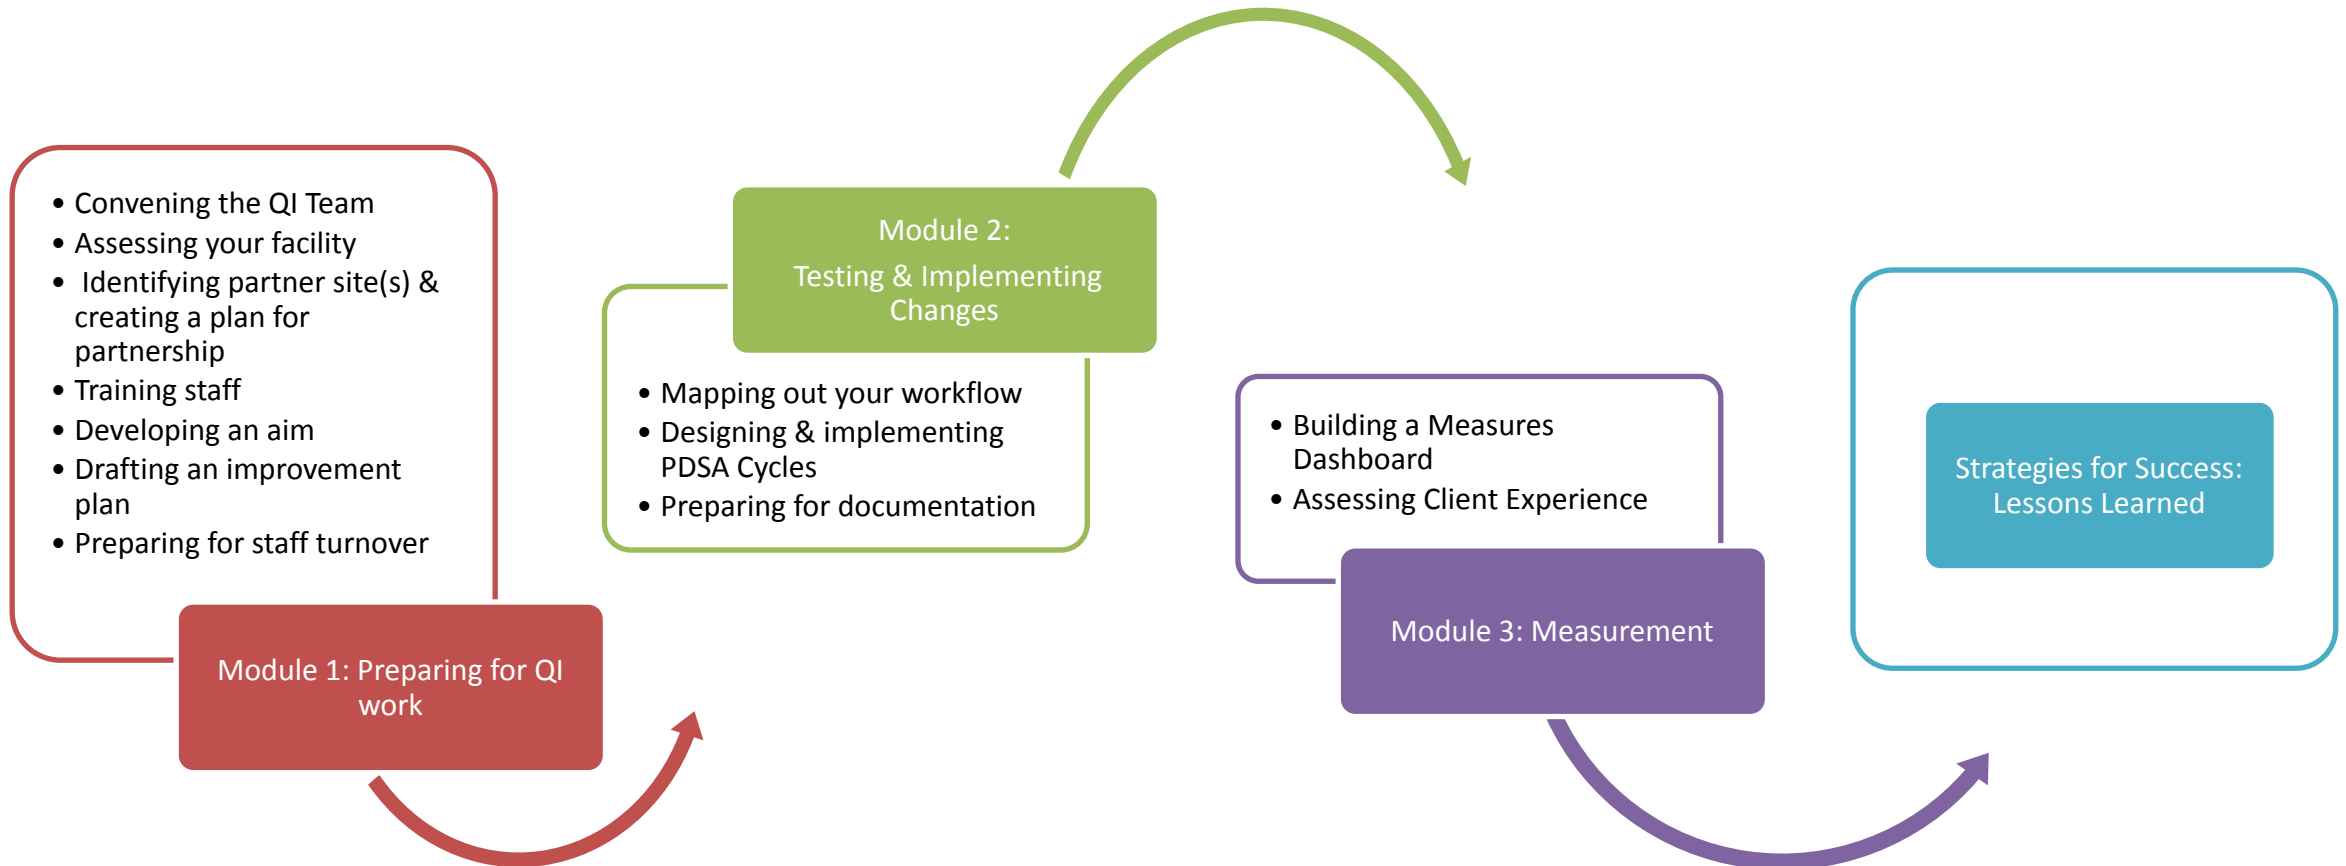 • Convening the QI Team
• Assessing your facility
• Identifying partner site(s) &
creating a plan for
partnership
• Training staff
• Developing an aim
• Drafting an improvement
plan
• Preparing for staff turnover
Module 1: Preparing for QI
work
Module 2:
Testing & Implementing
Changes
• Mapping out your workflow
• Designing & implementing
PDSA Cycles
• Preparing for documentation
• Building a Measures
Dashboard
• Assessing Client Experience
Module 3: Measurement
Strategies for Success:
Lessons Learned